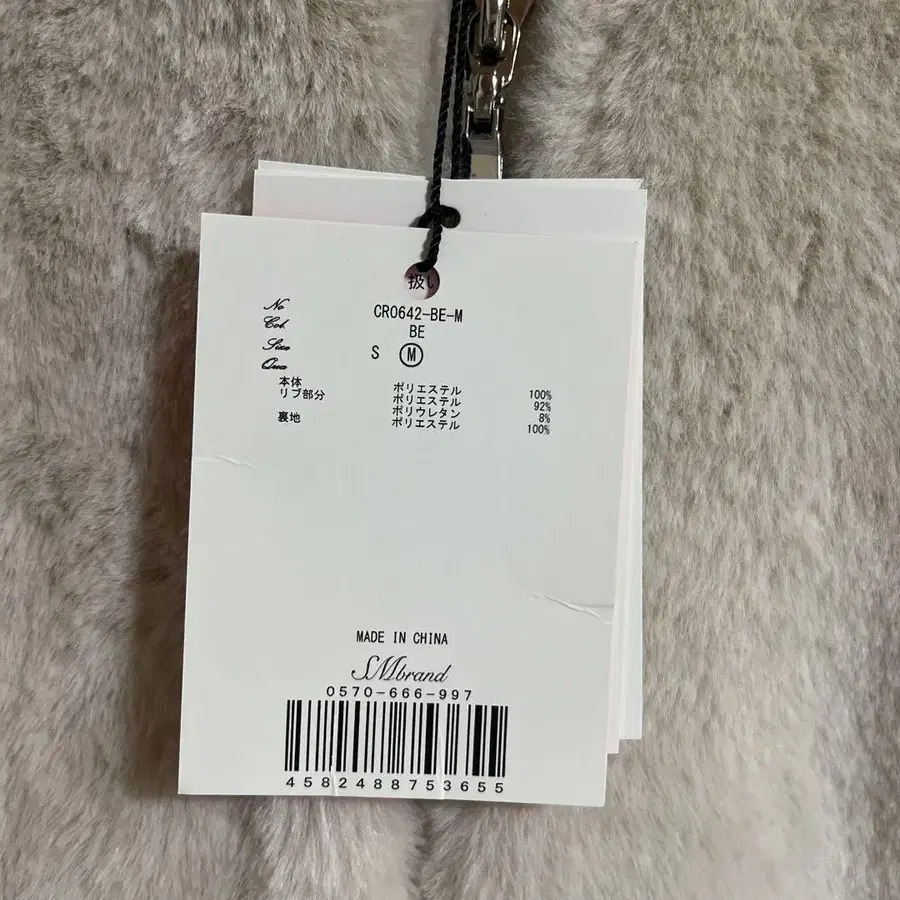 扱い
No CR0642-BE-M
Col. BE
Size S M
Qua
本体 ポリエステル 100%
リブ部分 ポリエステル 92%
ポリウレタン 8%
裏地 ポリエステル 100%
MADE IN CHINA
SMbrand
0570-666-997
4582488753655